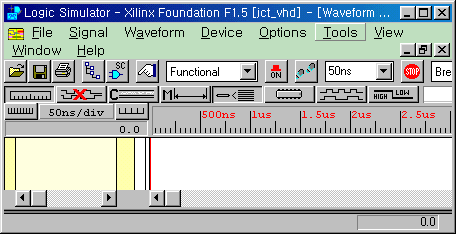 Logic Simulator - Xilinx Foundation F1.5 [jct_vhd] - [Waveform ...
File Signal Waveform Device Options Tools View
Window Help
SC Functional ON 50ns STOP Bre
C M HIGH LOW
50ns/div
0.0 500ns 1us 1.5us 2us 2.5us
0.0